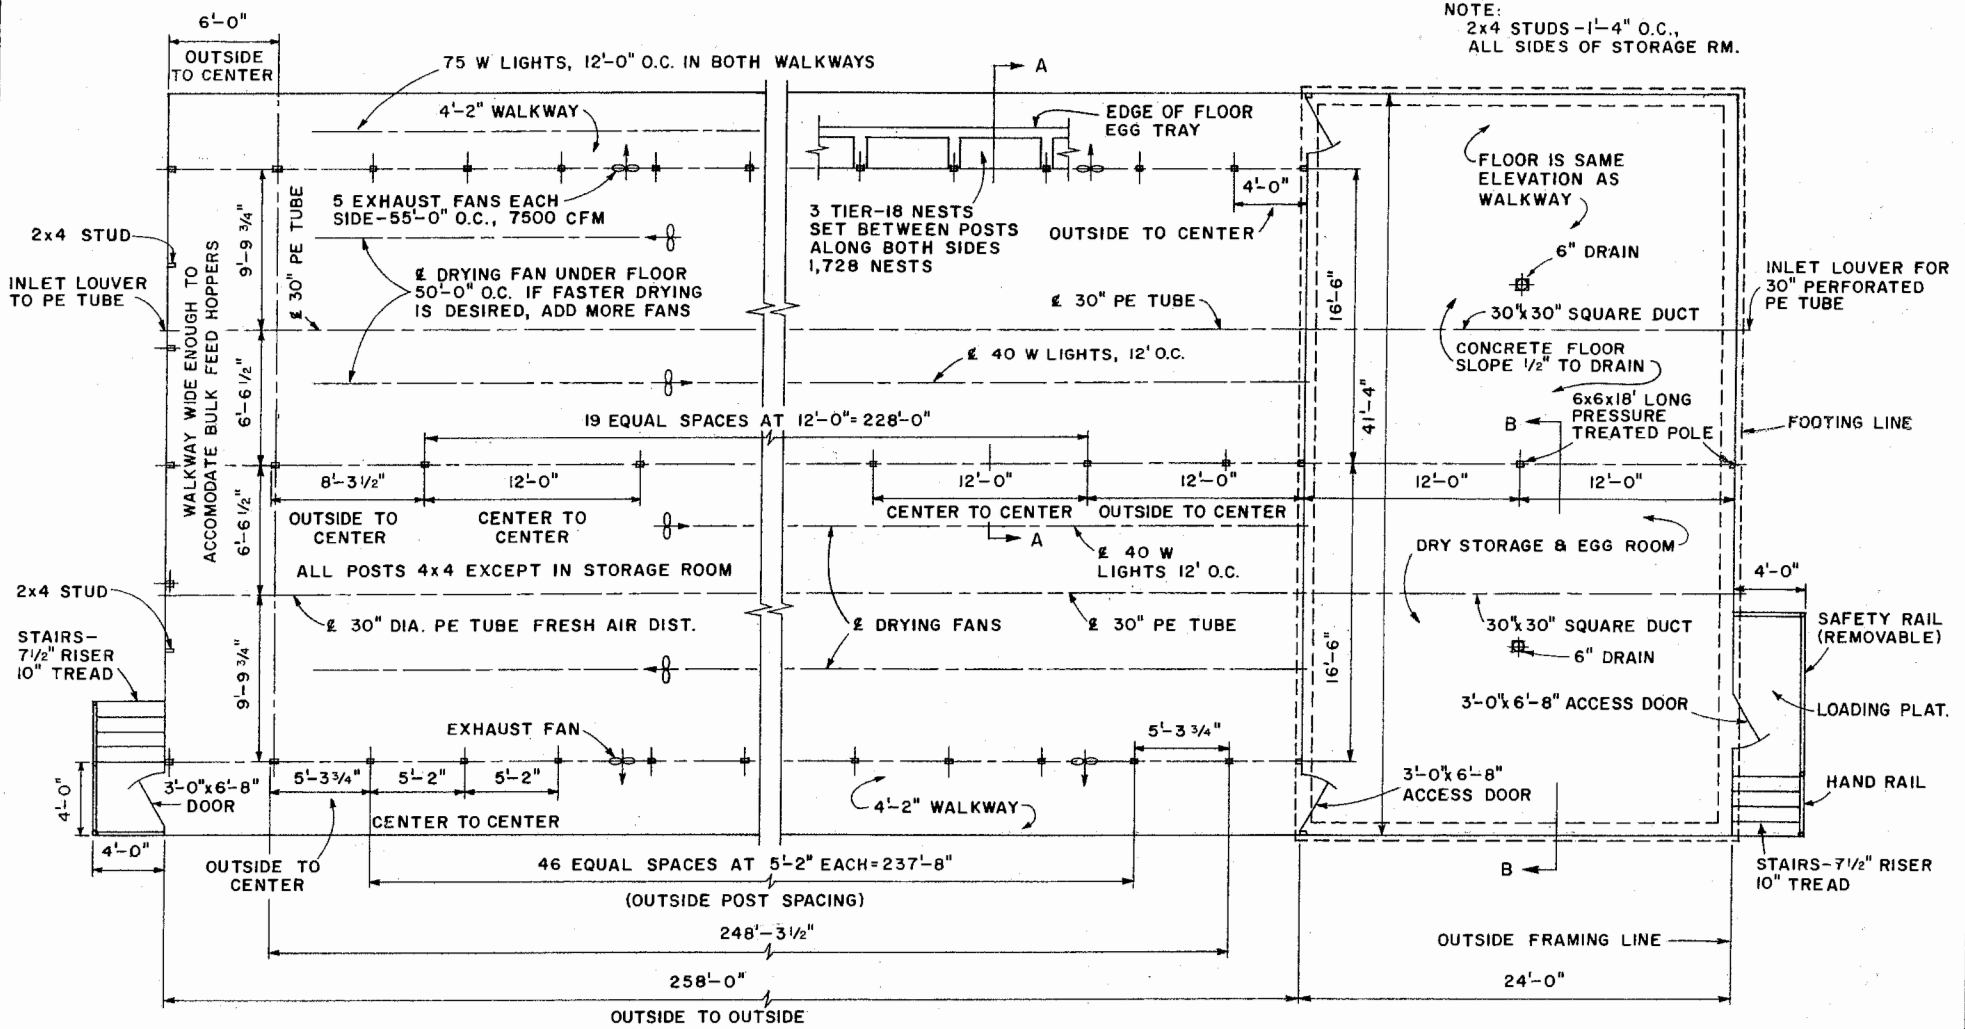 NOTE:
2x4 STUDS-1'-4" O.C.,
ALL SIDES OF STORAGE RM.
6'-0"
OUTSIDE
TO CENTER
75 W LIGHTS, 12'-0" O.C. IN BOTH WALKWAYS
A
4'-2" WALKWAY
EDGE OF FLOOR
EGG TRAY
FLOOR IS SAME
ELEVATION AS
WALKWAY
4'-0"
5 EXHAUST FANS EACH
SIDE-55'-0" O.C., 7500 CFM
3 TIER-18 NESTS
SET BETWEEN POSTS
ALONG BOTH SIDES
1,728 NESTS
OUTSIDE TO CENTER
2x4 STUD
9'-9 3/4"
℄ 30" PE TUBE
6" DRAIN
INLET LOUVER
TO PE TUBE
WALKWAY WIDE ENOUGH TO
ACCOMODATE BULK FEED HOPPERS
℄ DRYING FAN UNDER FLOOR
50'-0" O.C. IF FASTER DRYING
IS DESIRED, ADD MORE FANS
℄ 30" PE TUBE
16'-6"
30"x30" SQUARE DUCT
INLET LOUVER FOR
30" PERFORATED
PE TUBE
6'-6 1/2"
℄ 40 W LIGHTS, 12' O.C.
CONCRETE FLOOR
SLOPE 1/2" TO DRAIN
41'-4"
6x6x18' LONG
PRESSURE
TREATED POLE
19 EQUAL SPACES AT 12'-0"=228'-0"
B
FOOTING LINE
8'-3 1/2"
12'-0"
12'-0"
12'-0"
12'-0"
12'-0"
OUTSIDE TO
CENTER
CENTER TO
CENTER
CENTER TO CENTER
OUTSIDE TO CENTER
6'-6 1/2"
A
℄ 40 W
LIGHTS 12' O.C.
DRY STORAGE & EGG ROOM
ALL POSTS 4x4 EXCEPT IN STORAGE ROOM
4'-0"
2x4 STUD
℄ 30" DIA. PE TUBE FRESH AIR DIST.
℄ DRYING FANS
℄ 30" PE TUBE
30"x30" SQUARE DUCT
SAFETY RAIL
(REMOVABLE)
STAIRS-
7 1/2" RISER
10" TREAD
9'-9 3/4"
16'-6"
6" DRAIN
3'-0"x6'-8" ACCESS DOOR
LOADING PLAT.
EXHAUST FAN
5'-3 3/4"
4'-0"
3'-0"x6'-8"
DOOR
5'-3 3/4"
5'-2"
5'-2"
3'-0"x6'-8"
ACCESS DOOR
HAND RAIL
4'-2" WALKWAY
CENTER TO CENTER
4'-0"
OUTSIDE TO
CENTER
46 EQUAL SPACES AT 5'-2" EACH=237'-8"
(OUTSIDE POST SPACING)
B
STAIRS-7 1/2" RISER
10" TREAD
248'-3 1/2"
OUTSIDE FRAMING LINE
258'-0"
24'-0"
OUTSIDE TO OUTSIDE